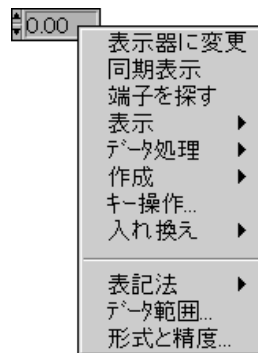 0.00
表示器に変更
同期表示
端子を探す
表示
ﾃﾞｰﾀ処理
作成
キー操作...
入れ換え
表記法
ﾃﾞｰﾀ範囲...
形式と精度...